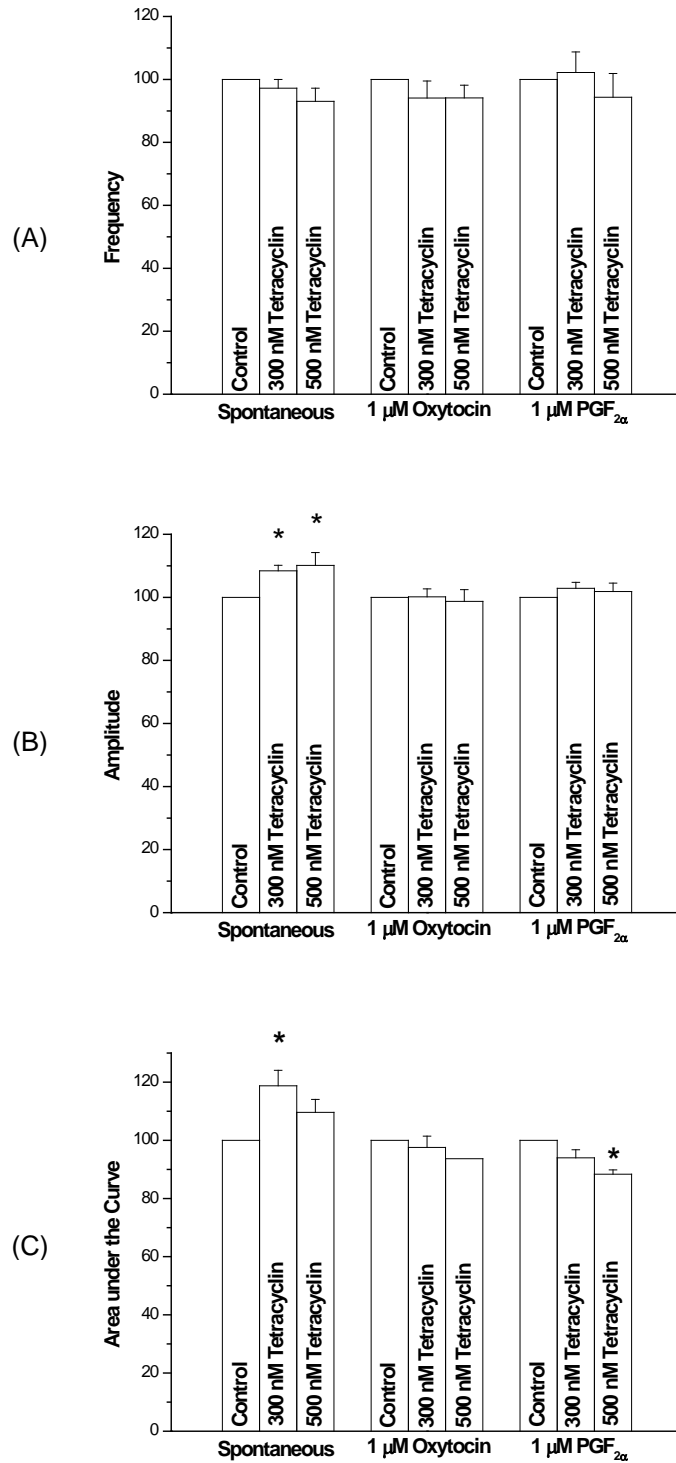 (A)
Frequency
120
100
80
60
40
20
0
Control
300 nM Tetracyclin
500 nM Tetracyclin
Control
300 nM Tetracyclin
500 nM Tetracyclin
Control
300 nM Tetracyclin
500 nM Tetracyclin
Spontaneous
1 μM Oxytocin
1 μM PGF₂α
(B)
Amplitude
120
100
80
60
40
20
0
* *
Control
300 nM Tetracyclin
500 nM Tetracyclin
Control
300 nM Tetracyclin
500 nM Tetracyclin
Control
300 nM Tetracyclin
500 nM Tetracyclin
Spontaneous
1 μM Oxytocin
1 μM PGF₂α
(C)
Area under the Curve
120
100
80
60
40
20
0
*
*
Control
300 nM Tetracyclin
500 nM Tetracyclin
Control
300 nM Tetracyclin
500 nM Tetracyclin
Control
300 nM Tetracyclin
500 nM Tetracyclin
Spontaneous
1 μM Oxytocin
1 μM PGF₂α